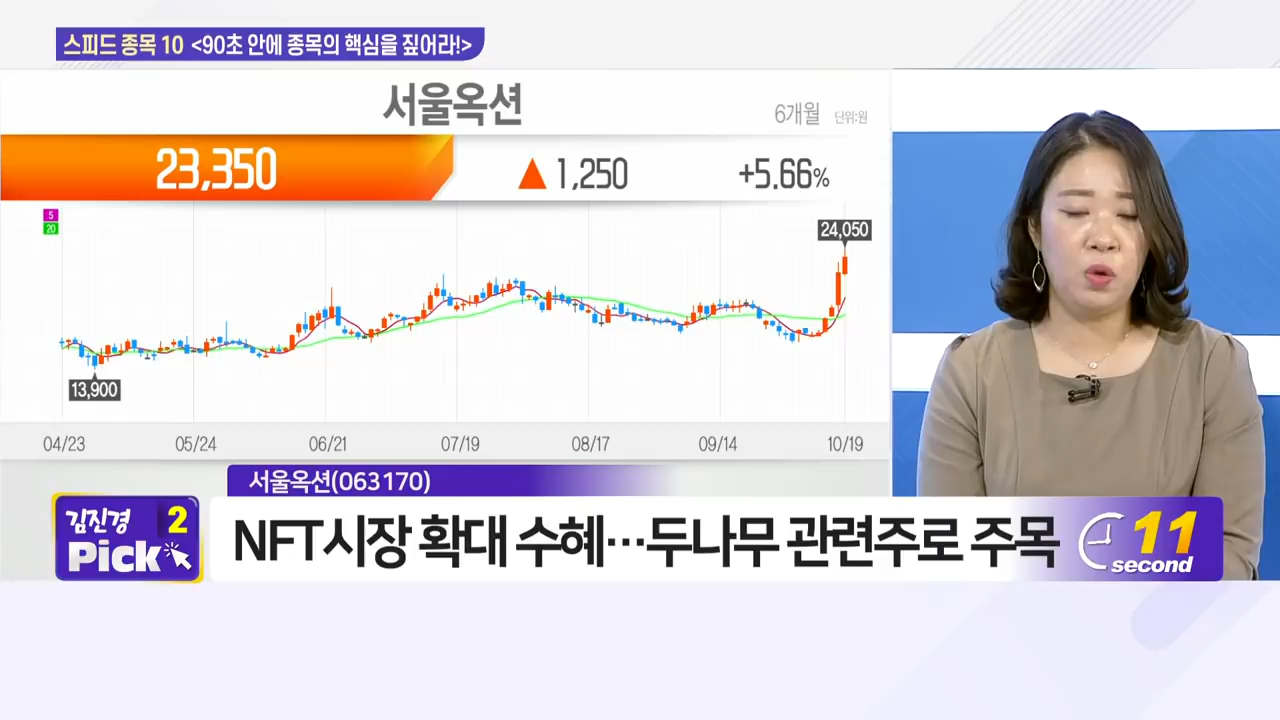 스피드 종목 10 <90초 안에 종목의 핵심을 짚어라!>
서울옥션
6개월 단위:원
23,350 ▲ 1,250 +5.66%
5
20
24,050
13,900
04/23 05/24 06/21 07/19 08/17 09/14 10/19
서울옥션(063170)
김진경 2
Pick
NFT시장 확대 수혜…두나무 관련주로 주목
11
second